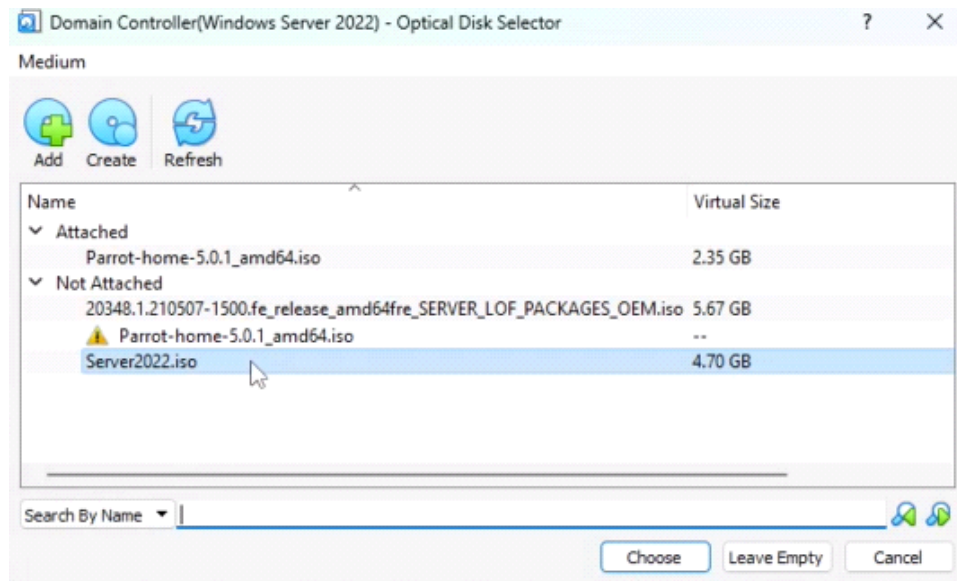 Domain Controller(Windows Server 2022) - Optical Disk Selector ?
Medium
Add Create Refresh
Name Virtual Size
Attached
Parrot-home-5.0.1_amd64.iso 2.35 GB
Not Attached
20348.1.210507-1500.fe_release_amd64fre_SERVER_LOF_PACKAGES_OEM.iso 5.67 GB
Parrot-home-5.0.1_amd64.iso --
Server2022.iso 4.70 GB
Search By Name
Choose Leave Empty Cancel